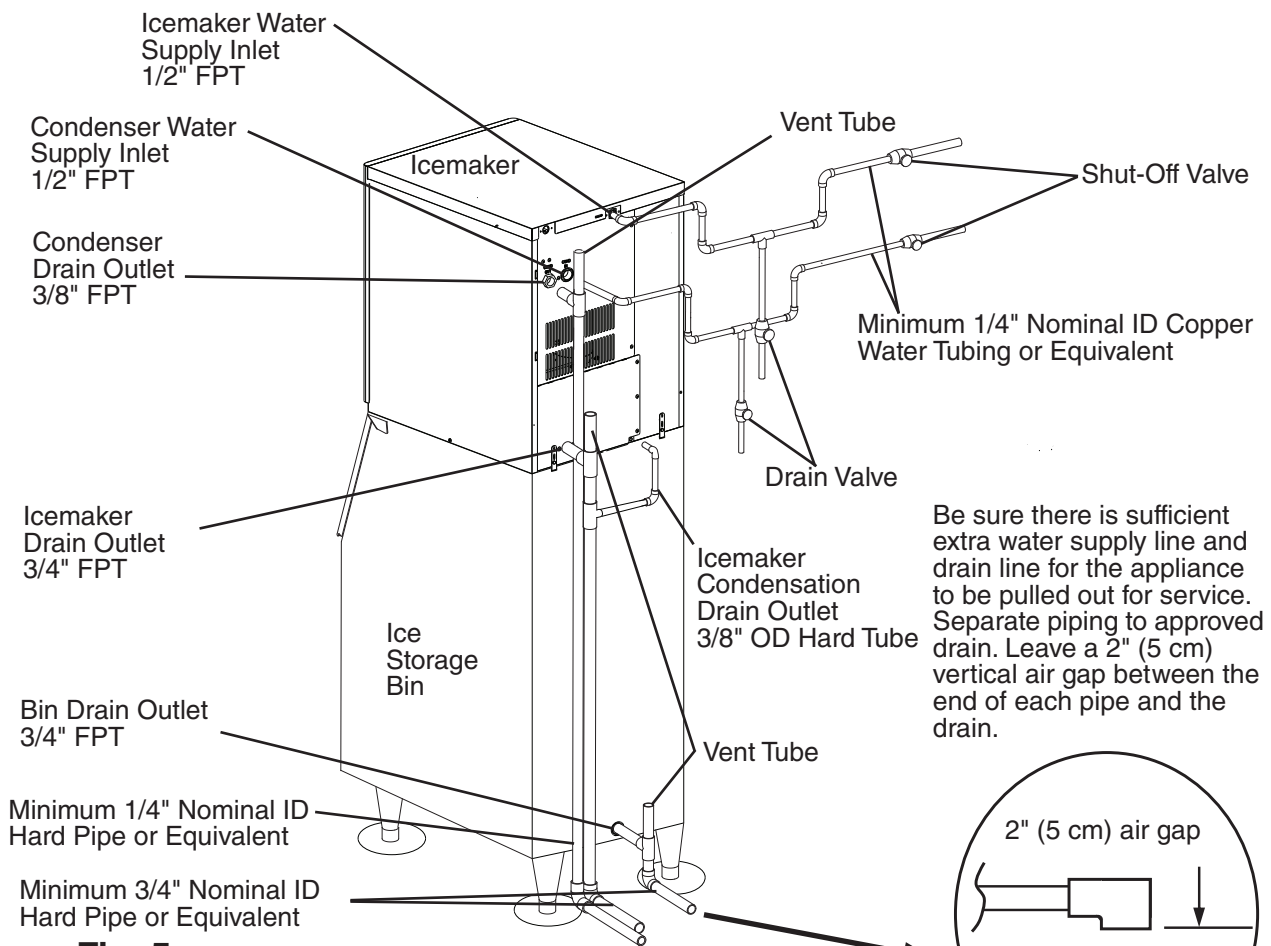 Icemaker Water
Supply Inlet
1/2" FPT
Condenser Water
Supply Inlet
1/2" FPT
Condenser
Drain Outlet
3/8" FPT
Icemaker
Vent Tube
Shut-Off Valve
Minimum 1/4" Nominal ID Copper
Water Tubing or Equivalent
Drain Valve
Icemaker
Drain Outlet
3/4" FPT
Icemaker
Condensation
Drain Outlet
3/8" OD Hard Tube
Be sure there is sufficient
extra water supply line and
drain line for the appliance
to be pulled out for service.
Separate piping to approved
drain. Leave a 2" (5 cm)
vertical air gap between the
end of each pipe and the
drain.
Ice
Storage
Bin
Bin Drain Outlet
3/4" FPT
Vent Tube
Minimum 1/4" Nominal ID
Hard Pipe or Equivalent
Minimum 3/4" Nominal ID
Hard Pipe or Equivalent
2" (5 cm) air gap